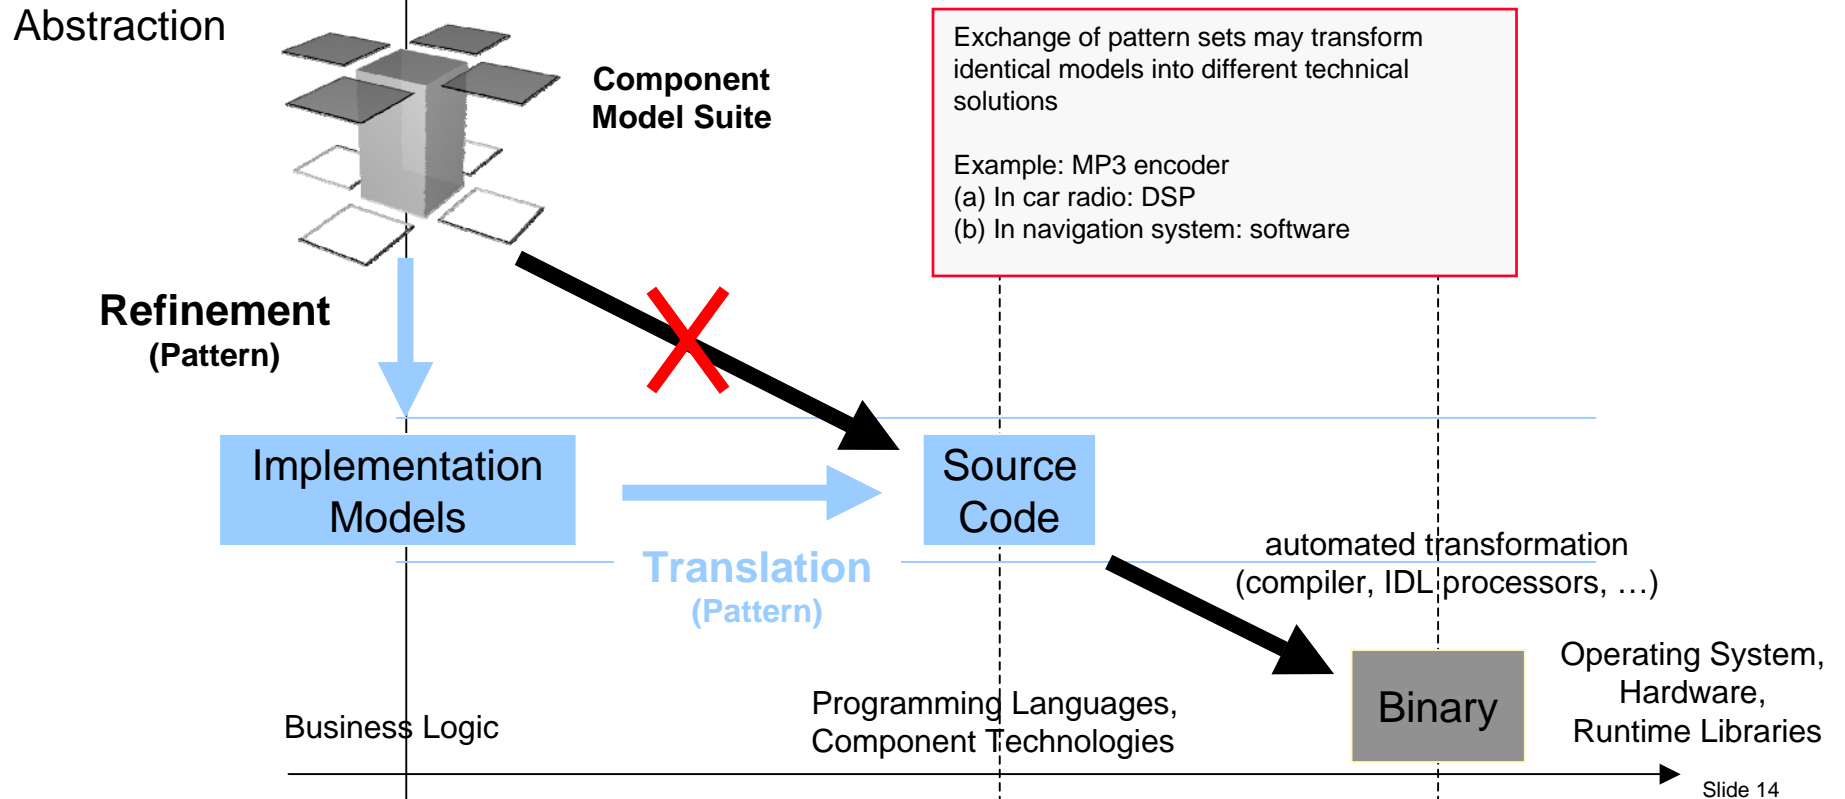 Abstraction
Component
Model Suite
Exchange of pattern sets may transform
identical models into different technical
solutions
Example: MP3 encoder
(a) In car radio: DSP
(b) In navigation system: software
Refinement
(Pattern)
Implementation
Models
Source
Code
Translation
(Pattern)
automated transformation
(compiler, IDL processors, …)
Binary
Operating System,
Hardware,
Runtime Libraries
Business Logic
Programming Languages,
Component Technologies
Slide 14